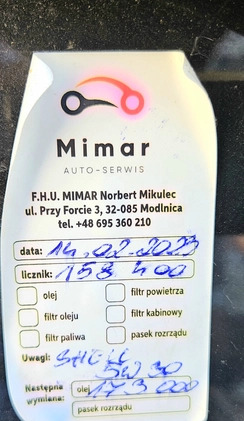 Mimar
AUTO-SERWIS
F.H.U. MIMAR Norbert Mikulec
ul. Przy Forcie 3, 32-085 Modlnica
tel. +48 695 360 210
data: 14.02.2023
licznik: 158 400
olej filtr powietrza
filtr oleju filtr kabinowy
filtr paliwa pasek rozrządu
Uwagi: SHELL
5W30
Następna wymiana: olej 173 000
pasek rozrządu